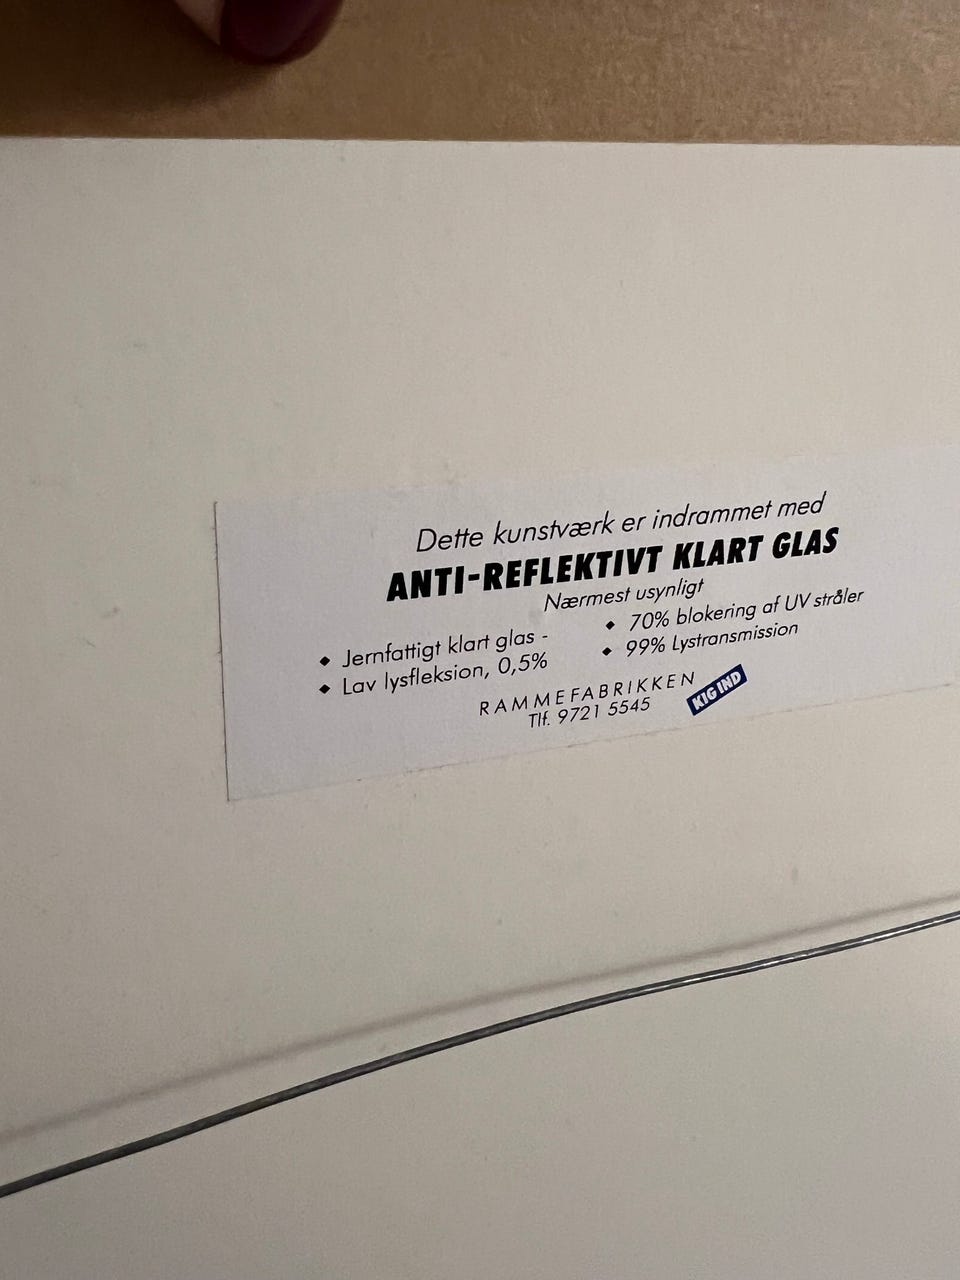 Dette kunstværk er indrammet med
ANTI-REFLEKTIVT KLART GLAS
Nærmest usynligt
◆ Jernfattigt klart glas -
◆ Lav lysfleksion, 0,5%
◆ 70% blokering af UV stråler
◆ 99% Lystransmission
RAMMEFABRIKKEN
Tlf. 9721 5545
KIG IND